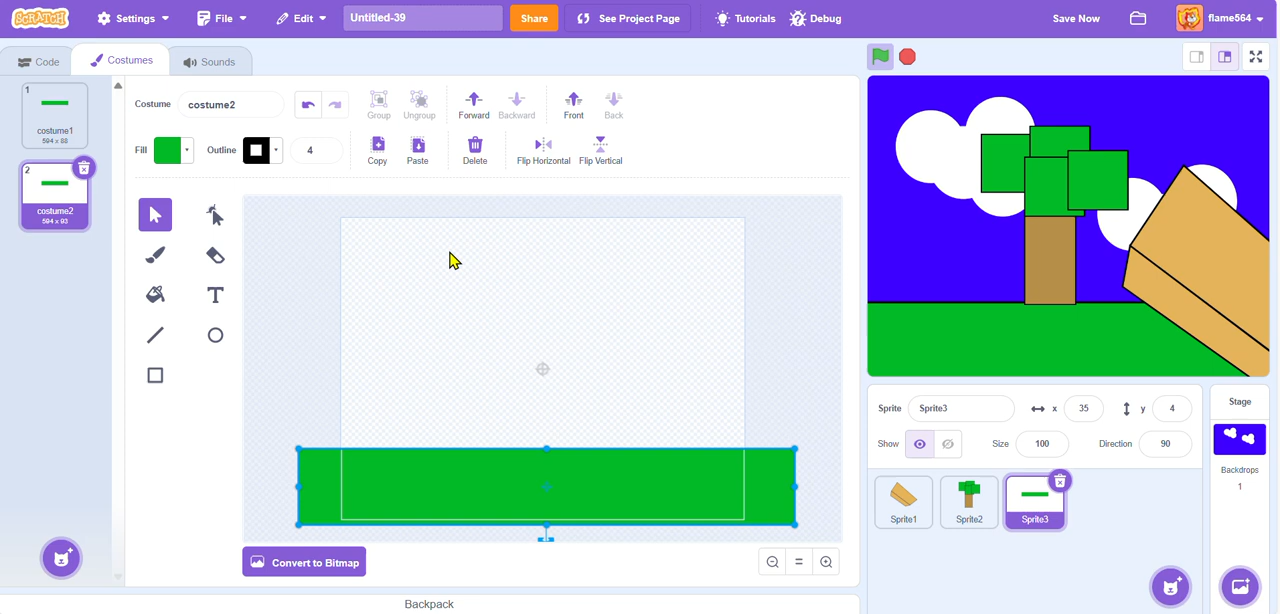 SCRATCH Settings File Edit Untitled-39 Share See Project Page Tutorials Debug Save Now flame564
Code Costumes Sounds
1
costume1
594 x 88
2
costume2
594 x 93
Costume costume2 Group Ungroup Forward Backward Front Back
Fill Outline 4 Copy Paste Delete Flip Horizontal Flip Vertical
T
Convert to Bitmap
Backpack
Sprite Sprite3 x 35 y 4
Show Size 100 Direction 90
Sprite1 Sprite2 Sprite3
Stage
Backdrops
1